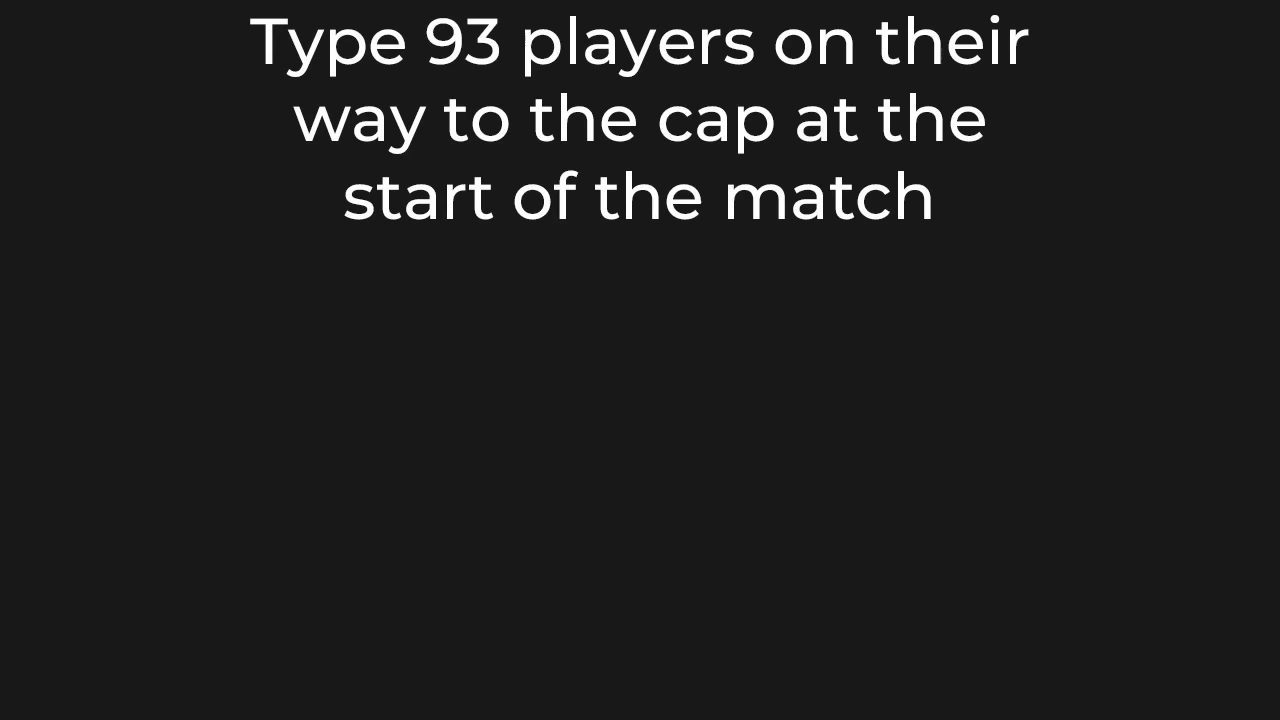 Type 93 players on their
way to the cap at the
start of the match